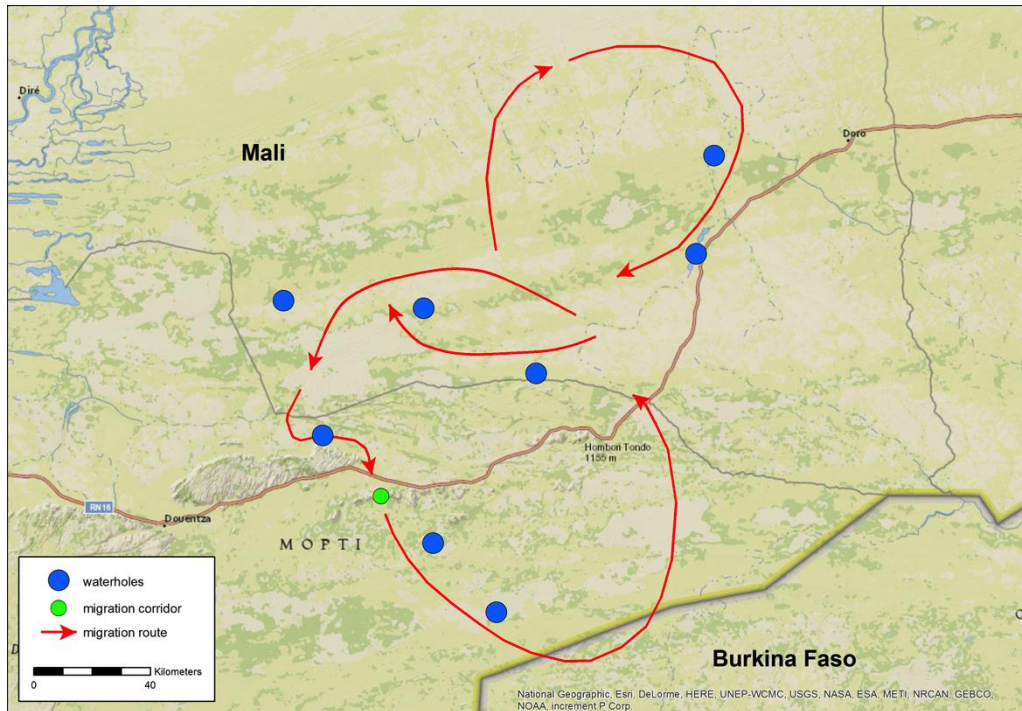 Diré
Mali
Doro
Hombori Tondo
1155 m
RN16
Douentza
MOPTI
waterholes
migration corridor
migration route
Kilometers
0 40
Burkina Faso
National Geographic, Esri, DeLorme, HERE, UNEP-WCMC, USGS, NASA, ESA, METI, NRCAN, GEBCO,
NOAA, increment P Corp.